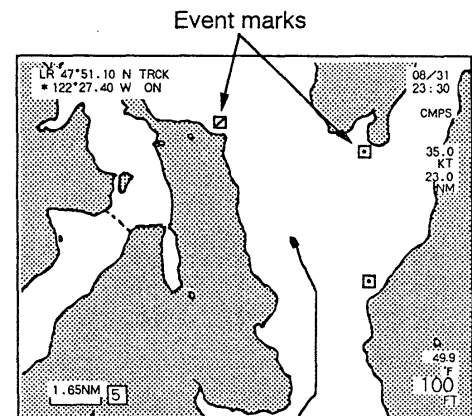 Event marks
LR 47°51.10 N TRCK
* 122°27.40 W ON
08/31
23:30
CMPS
35.0
KT
23.0
NM
49.9
°F
100
FT
1.65NM 5